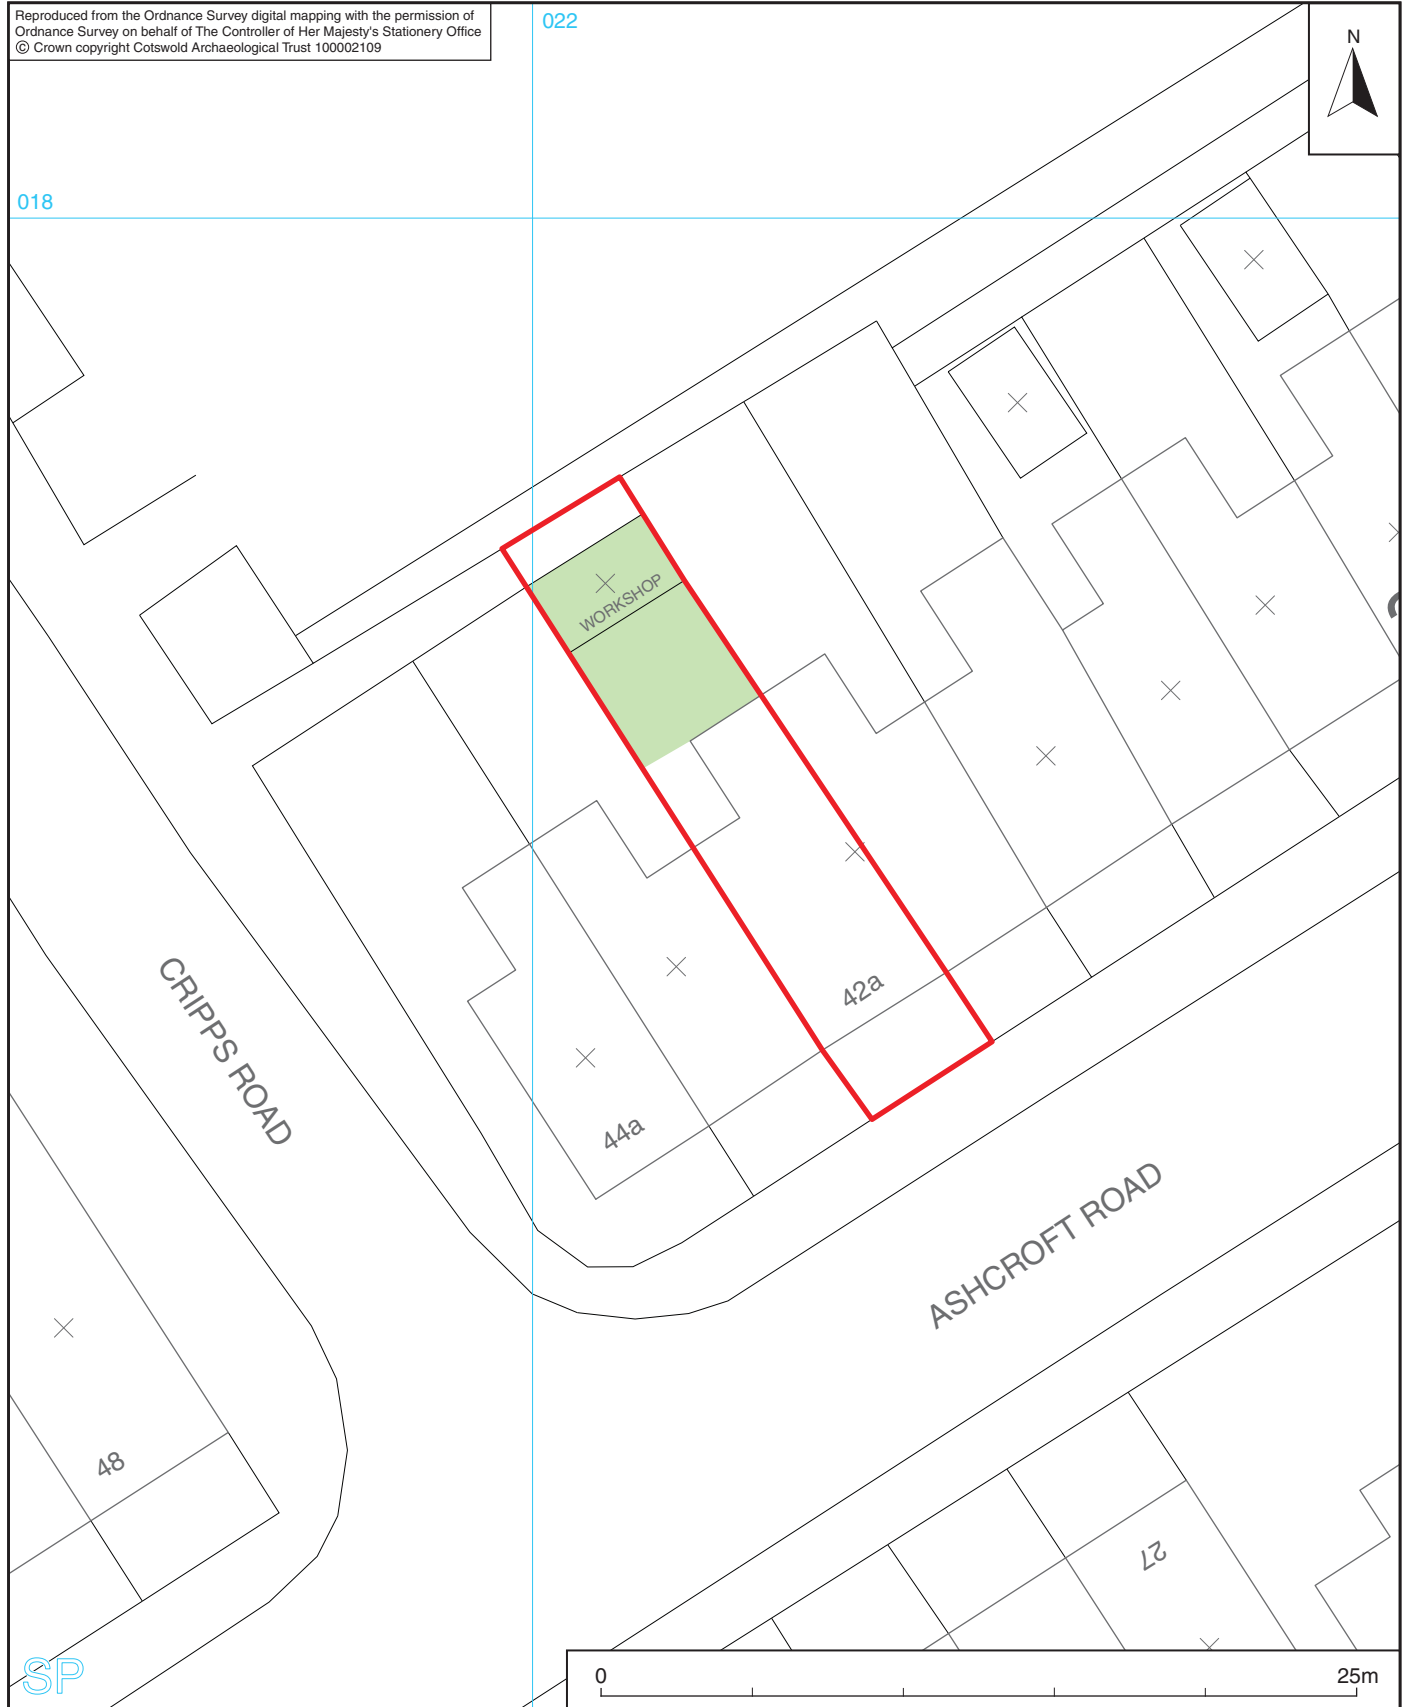 Reproduced from the Ordnance Survey digital mapping with the permission of
Ordnance Survey on behalf of The Controller of Her Majesty's Stationery Office
© Crown copyright Cotswold Archaeological Trust 100002109
022
N
018
WORKSHOP
42a
CRIPPS ROAD
44a
ASHCROFT ROAD
48
27
SP
0
25m